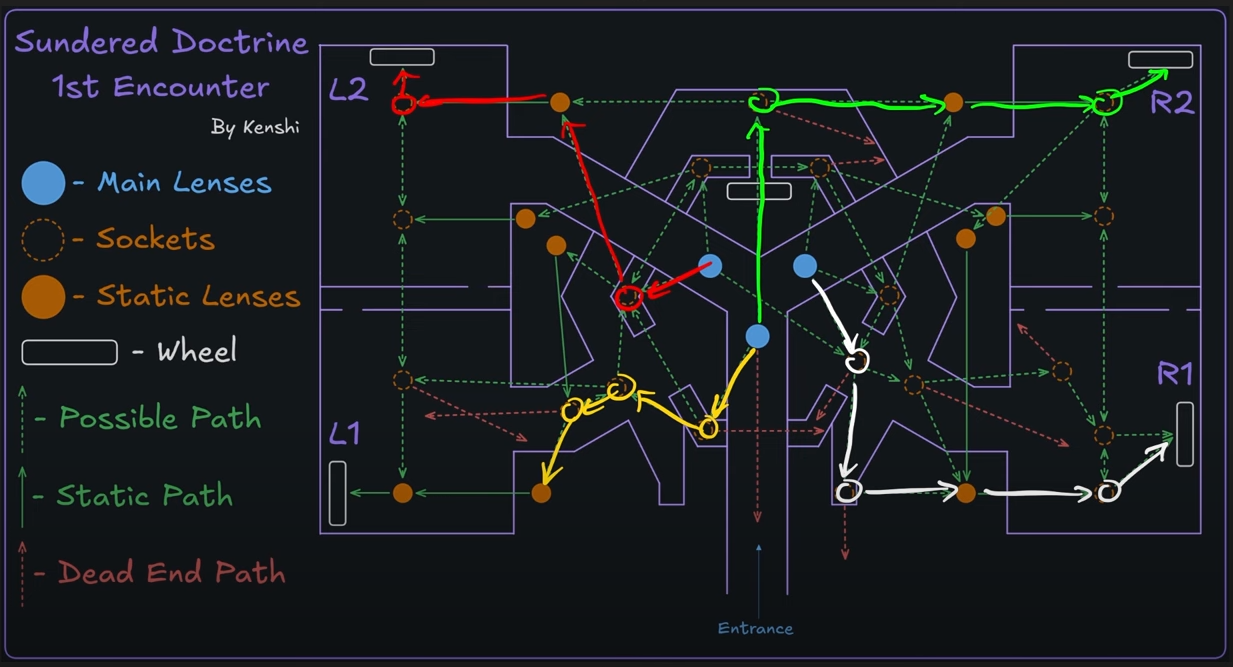 Sundered Doctrine
1st Encounter
By Kenshi
- Main Lenses
- Sockets
- Static Lenses
- Wheel
- Possible Path
- Static Path
- Dead End Path
L2
R2
L1
R1
Entrance